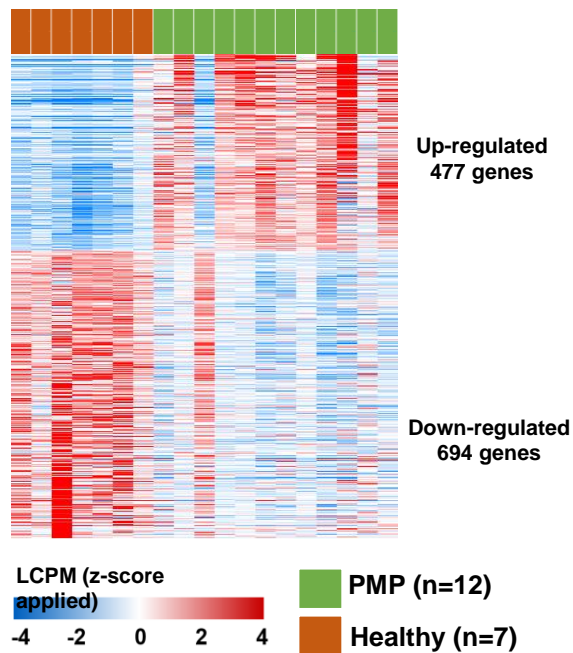 Up-regulated
477 genes
Down-regulated
694 genes
LCPM (z-score
applied)
-4 -2 0 2 4
PMP (n=12)
Healthy (n=7)